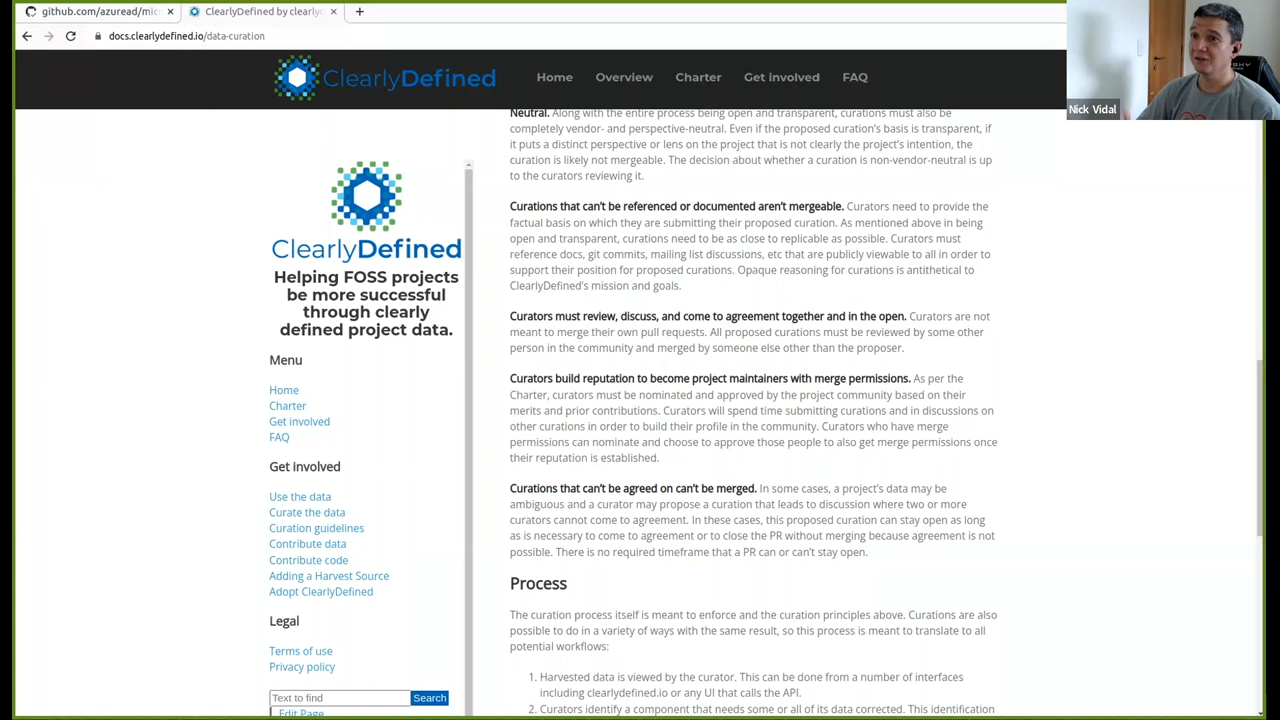 github.com/azuread/mic
ClearlyDefined by clearly
docs.clearlydefined.io/data-curation
ClearlyDefined
Home
Overview
Charter
Get involved
FAQ
Nick Vidal
ClearlyDefined
Helping FOSS projects
be more successful
through clearly
defined project data.
Menu
Home
Charter
Get involved
FAQ
Get involved
Use the data
Curate the data
Curation guidelines
Contribute data
Contribute code
Adding a Harvest Source
Adopt ClearlyDefined
Legal
Terms of use
Privacy policy
Text to find
Search
Edit Page
Neutral. Along with the entire process being open and transparent, curations must also be
completely vendor- and perspective-neutral. Even if the proposed curation's basis is transparent, if
it puts a distinct perspective or lens on the project that is not clearly the project's intention, the
curation is likely not mergeable. The decision about whether a curation is non-vendor-neutral is up
to the curators reviewing it.
Curations that can't be referenced or documented aren't mergeable. Curators need to provide the
factual basis on which they are submitting their proposed curation. As mentioned above in being
open and transparent, curations need to be as close to replicable as possible. Curators must
reference docs, git commits, mailing list discussions, etc that are publicly viewable to all in order to
support their position for proposed curations. Opaque reasoning for curations is antithetical to
ClearlyDefined's mission and goals.
Curators must review, discuss, and come to agreement together and in the open. Curators are not
meant to merge their own pull requests. All proposed curations must be reviewed by some other
person in the community and merged by someone else other than the proposer.
Curators build reputation to become project maintainers with merge permissions. As per the
Charter, curators must be nominated and approved by the project community based on their
merits and prior contributions. Curators will spend time submitting curations and in discussions on
other curations in order to build their profile in the community. Curators who have merge
permissions can nominate and choose to approve those people to also get merge permissions once
their reputation is established.
Curations that can't be agreed on can't be merged. In some cases, a project's data may be
ambiguous and a curator may propose a curation that leads to discussion where two or more
curators cannot come to agreement. In these cases, this proposed curation can stay open as long
as is necessary to come to agreement or to close the PR without merging because agreement is not
possible. There is no required timeframe that a PR can or can't stay open.
Process
The curation process itself is meant to enforce and the curation principles above. Curations are also
possible to do in a variety of ways with the same result, so this process is meant to translate to all
potential workflows:
1. Harvested data is viewed by the curator. This can be done from a number of interfaces
including clearlydefined.io or any UI that calls the API.
2. Curators identify a component that needs some or all of its data corrected. This identification